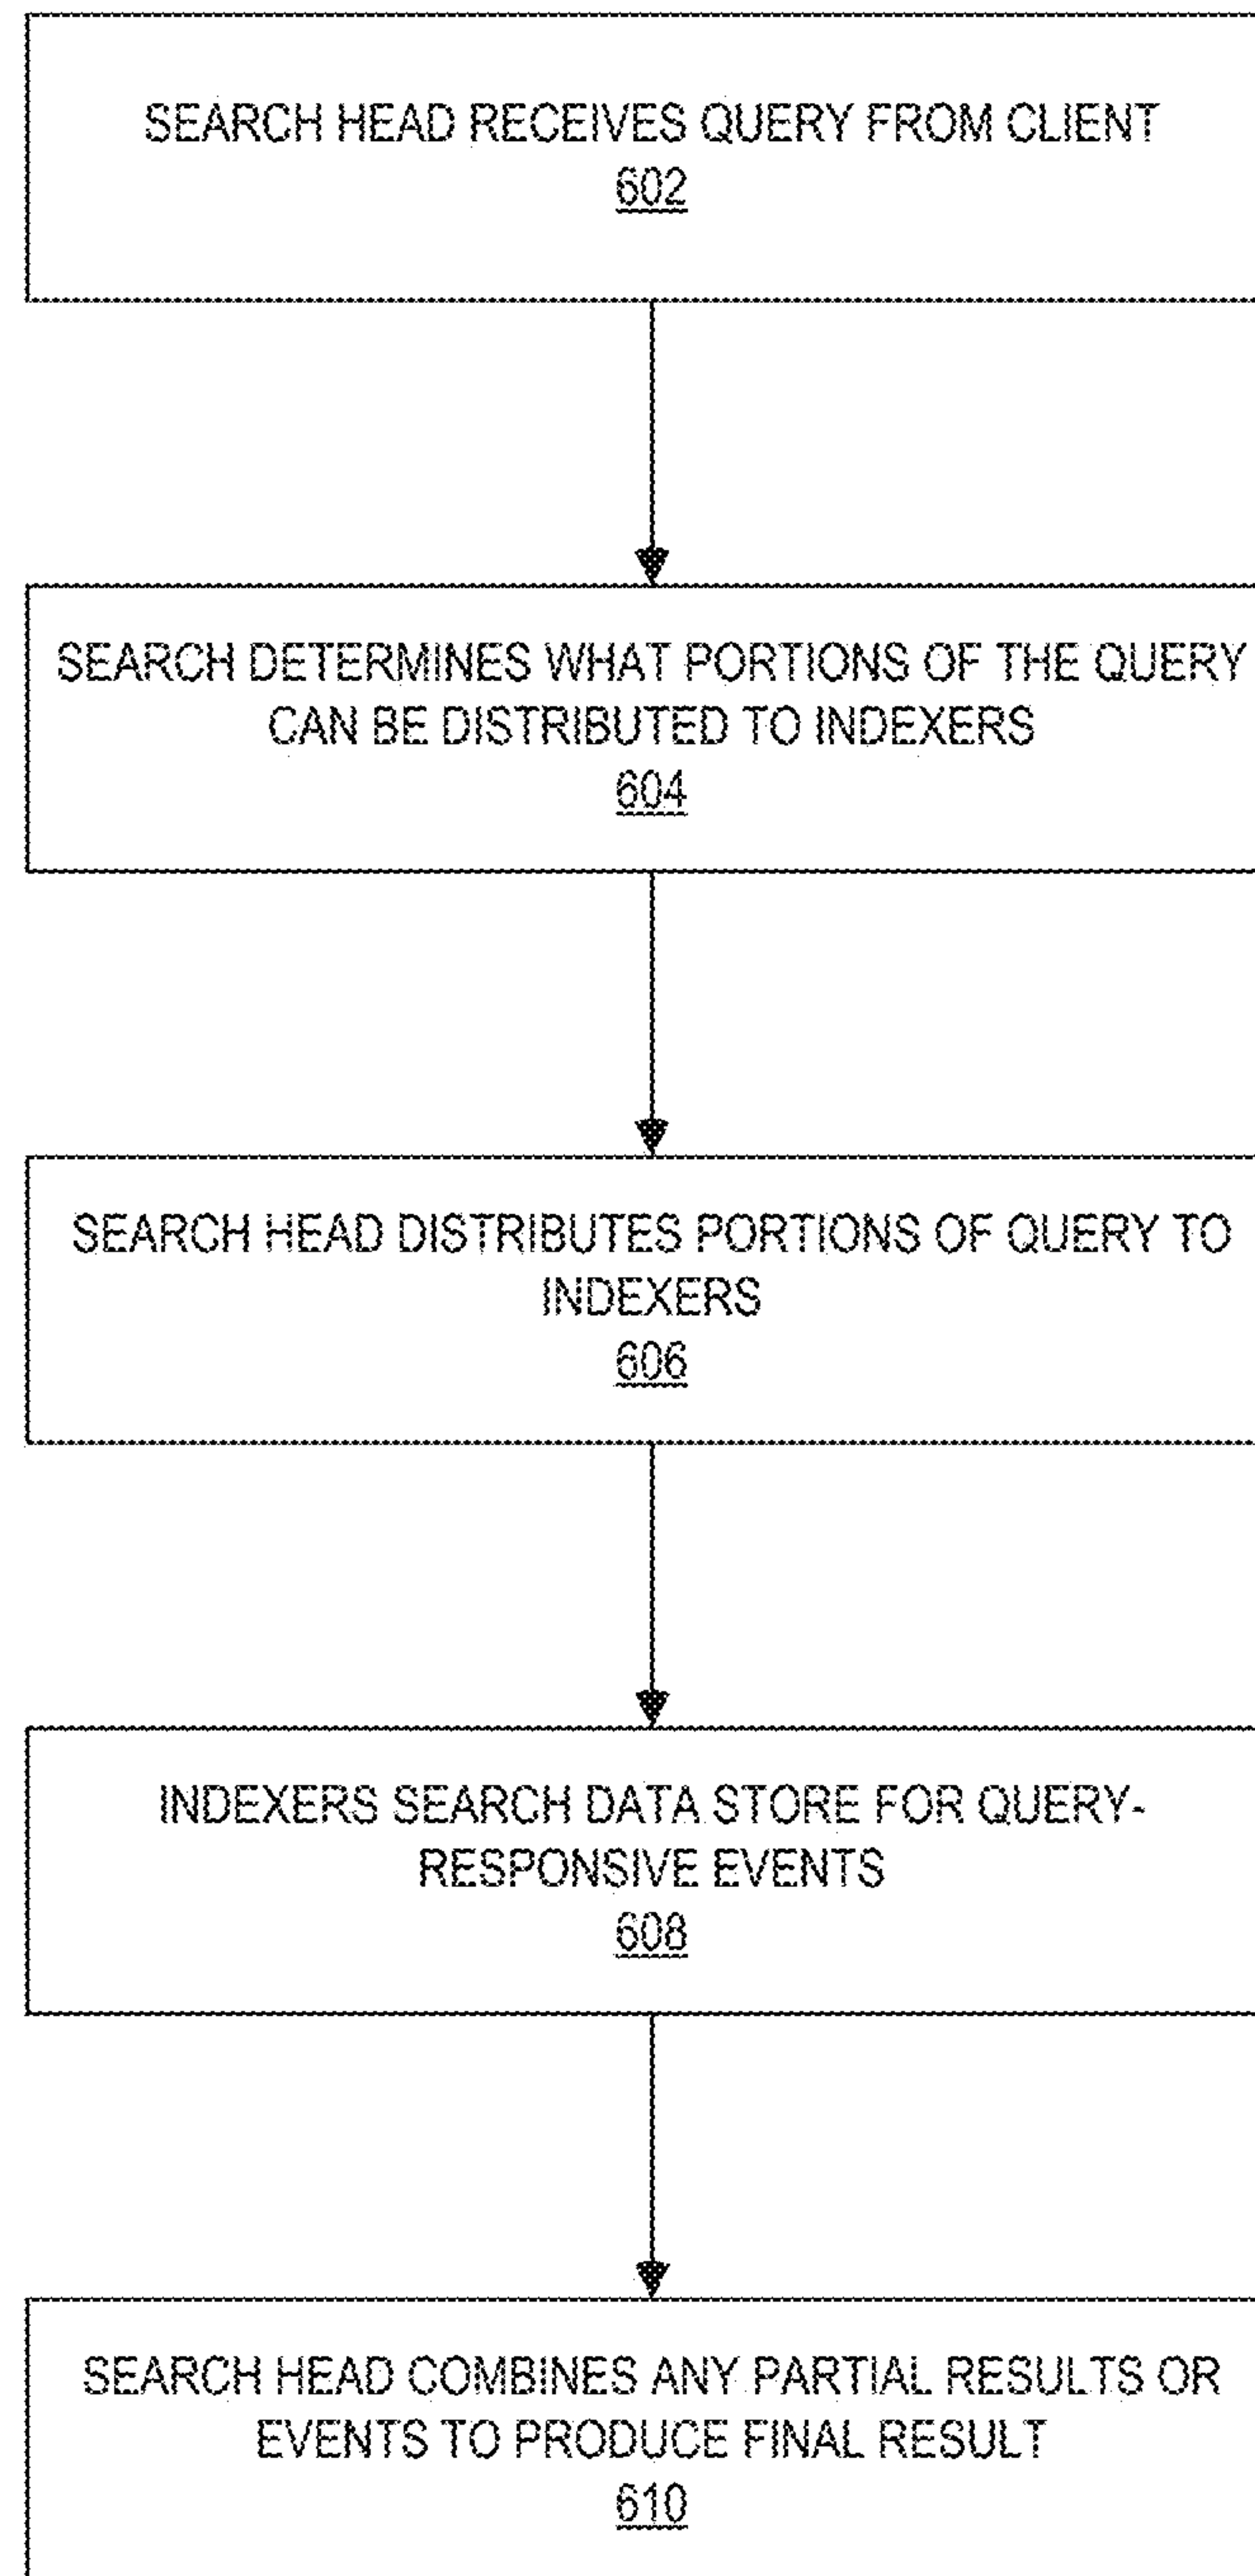 SEARCH HEAD RECEIVES QUERY FROM CLIENT
602
SEARCH DETERMINES WHAT PORTIONS OF THE QUERY
CAN BE DISTRIBUTED TO INDEXERS
604
SEARCH HEAD DISTRIBUTES PORTIONS OF QUERY TO
INDEXERS
606
INDEXERS SEARCH DATA STORE FOR QUERY-
RESPONSIVE EVENTS
608
SEARCH HEAD COMBINES ANY PARTIAL RESULTS OR
EVENTS TO PRODUCE FINAL RESULT
610